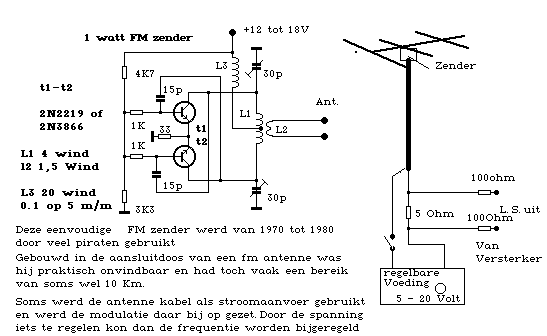 1 watt FM zender
+12 tot 18V
L3
30p
4K7
15p
t1-t2
2N2219 of
2N3866
1K
33
t1
t2
L1
L2
Ant.
1K
L1 4 wind
l2 1,5 Wind
15p
30p
L3 20 wind
0.1 op 5 m/m
3K3
Zender
100ohm
L.S.uit
5 Ohm
100Ohm
Van
Versterker
regelbare
Voeding
5 - 20 Volt
Deze eenvoudige FM zender werd van 1970 tot 1980
door veel piraten gebruikt
Gebouwd in de aansluitdoos van een fm antenne was
hij praktisch onvindbaar en had toch vaak een bereik
van soms wel 10 Km.
Soms werd de antenne kabel als stroomaanvoer gebruikt
en werd de modulatie daar bij op gezet. Door de spanning
iets te regelen kon dan de frequentie worden bijgeregeld